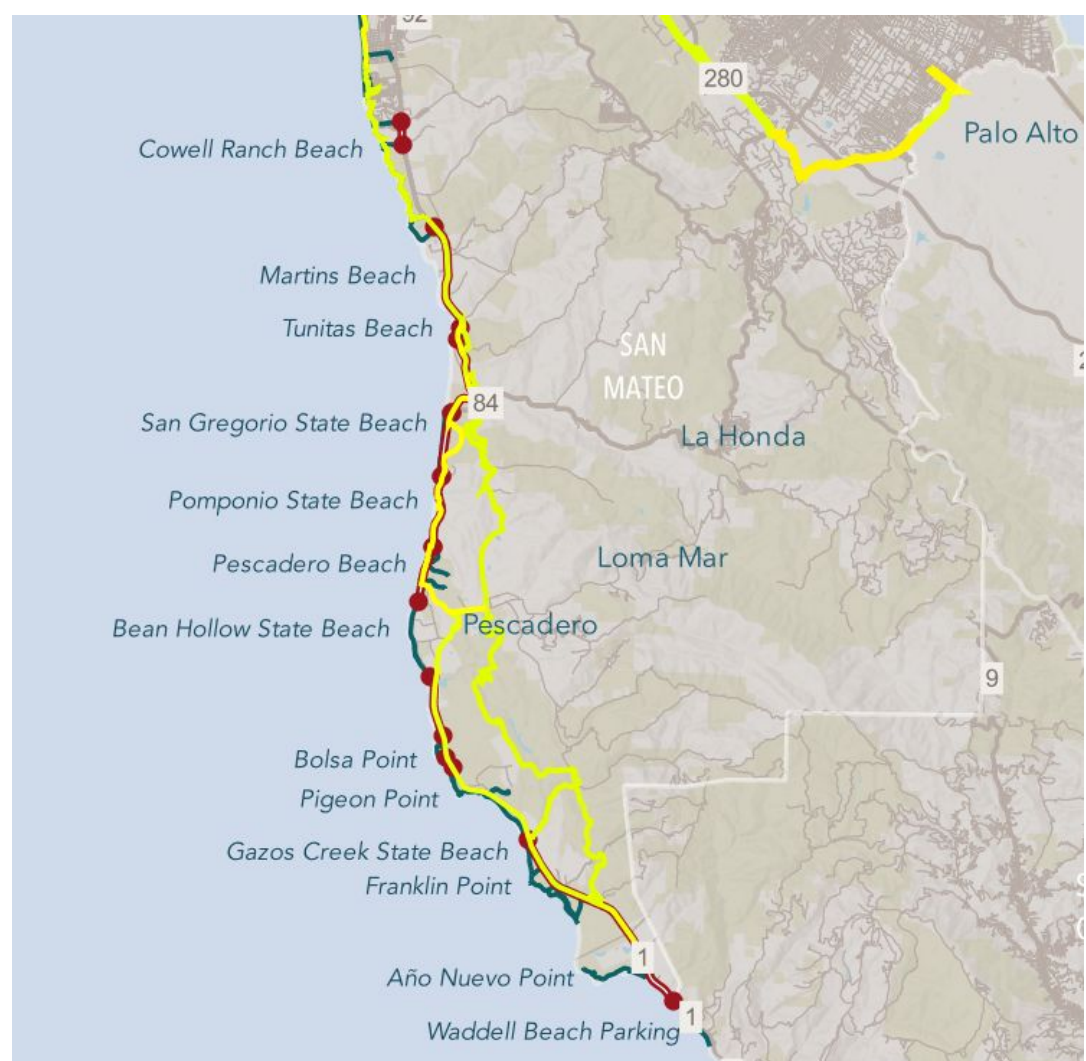 92
280
Palo Alto
Cowell Ranch Beach
Martins Beach
Tunitas Beach
SAN
MATEO
84
San Gregorio State Beach
La Honda
Pomponio State Beach
Loma Mar
Pescadero Beach
Bean Hollow State Beach
Pescadero
9
Bolsa Point
Pigeon Point
Gazos Creek State Beach
Franklin Point
1
Año Nuevo Point
1
Waddell Beach Parking